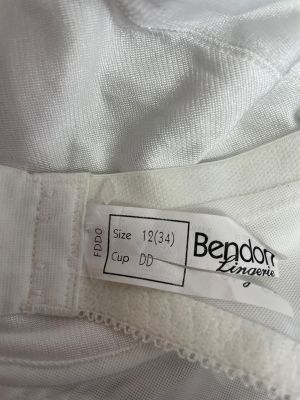 FDDO
Size 12(34)
Cup DD
Bendon
Lingerie